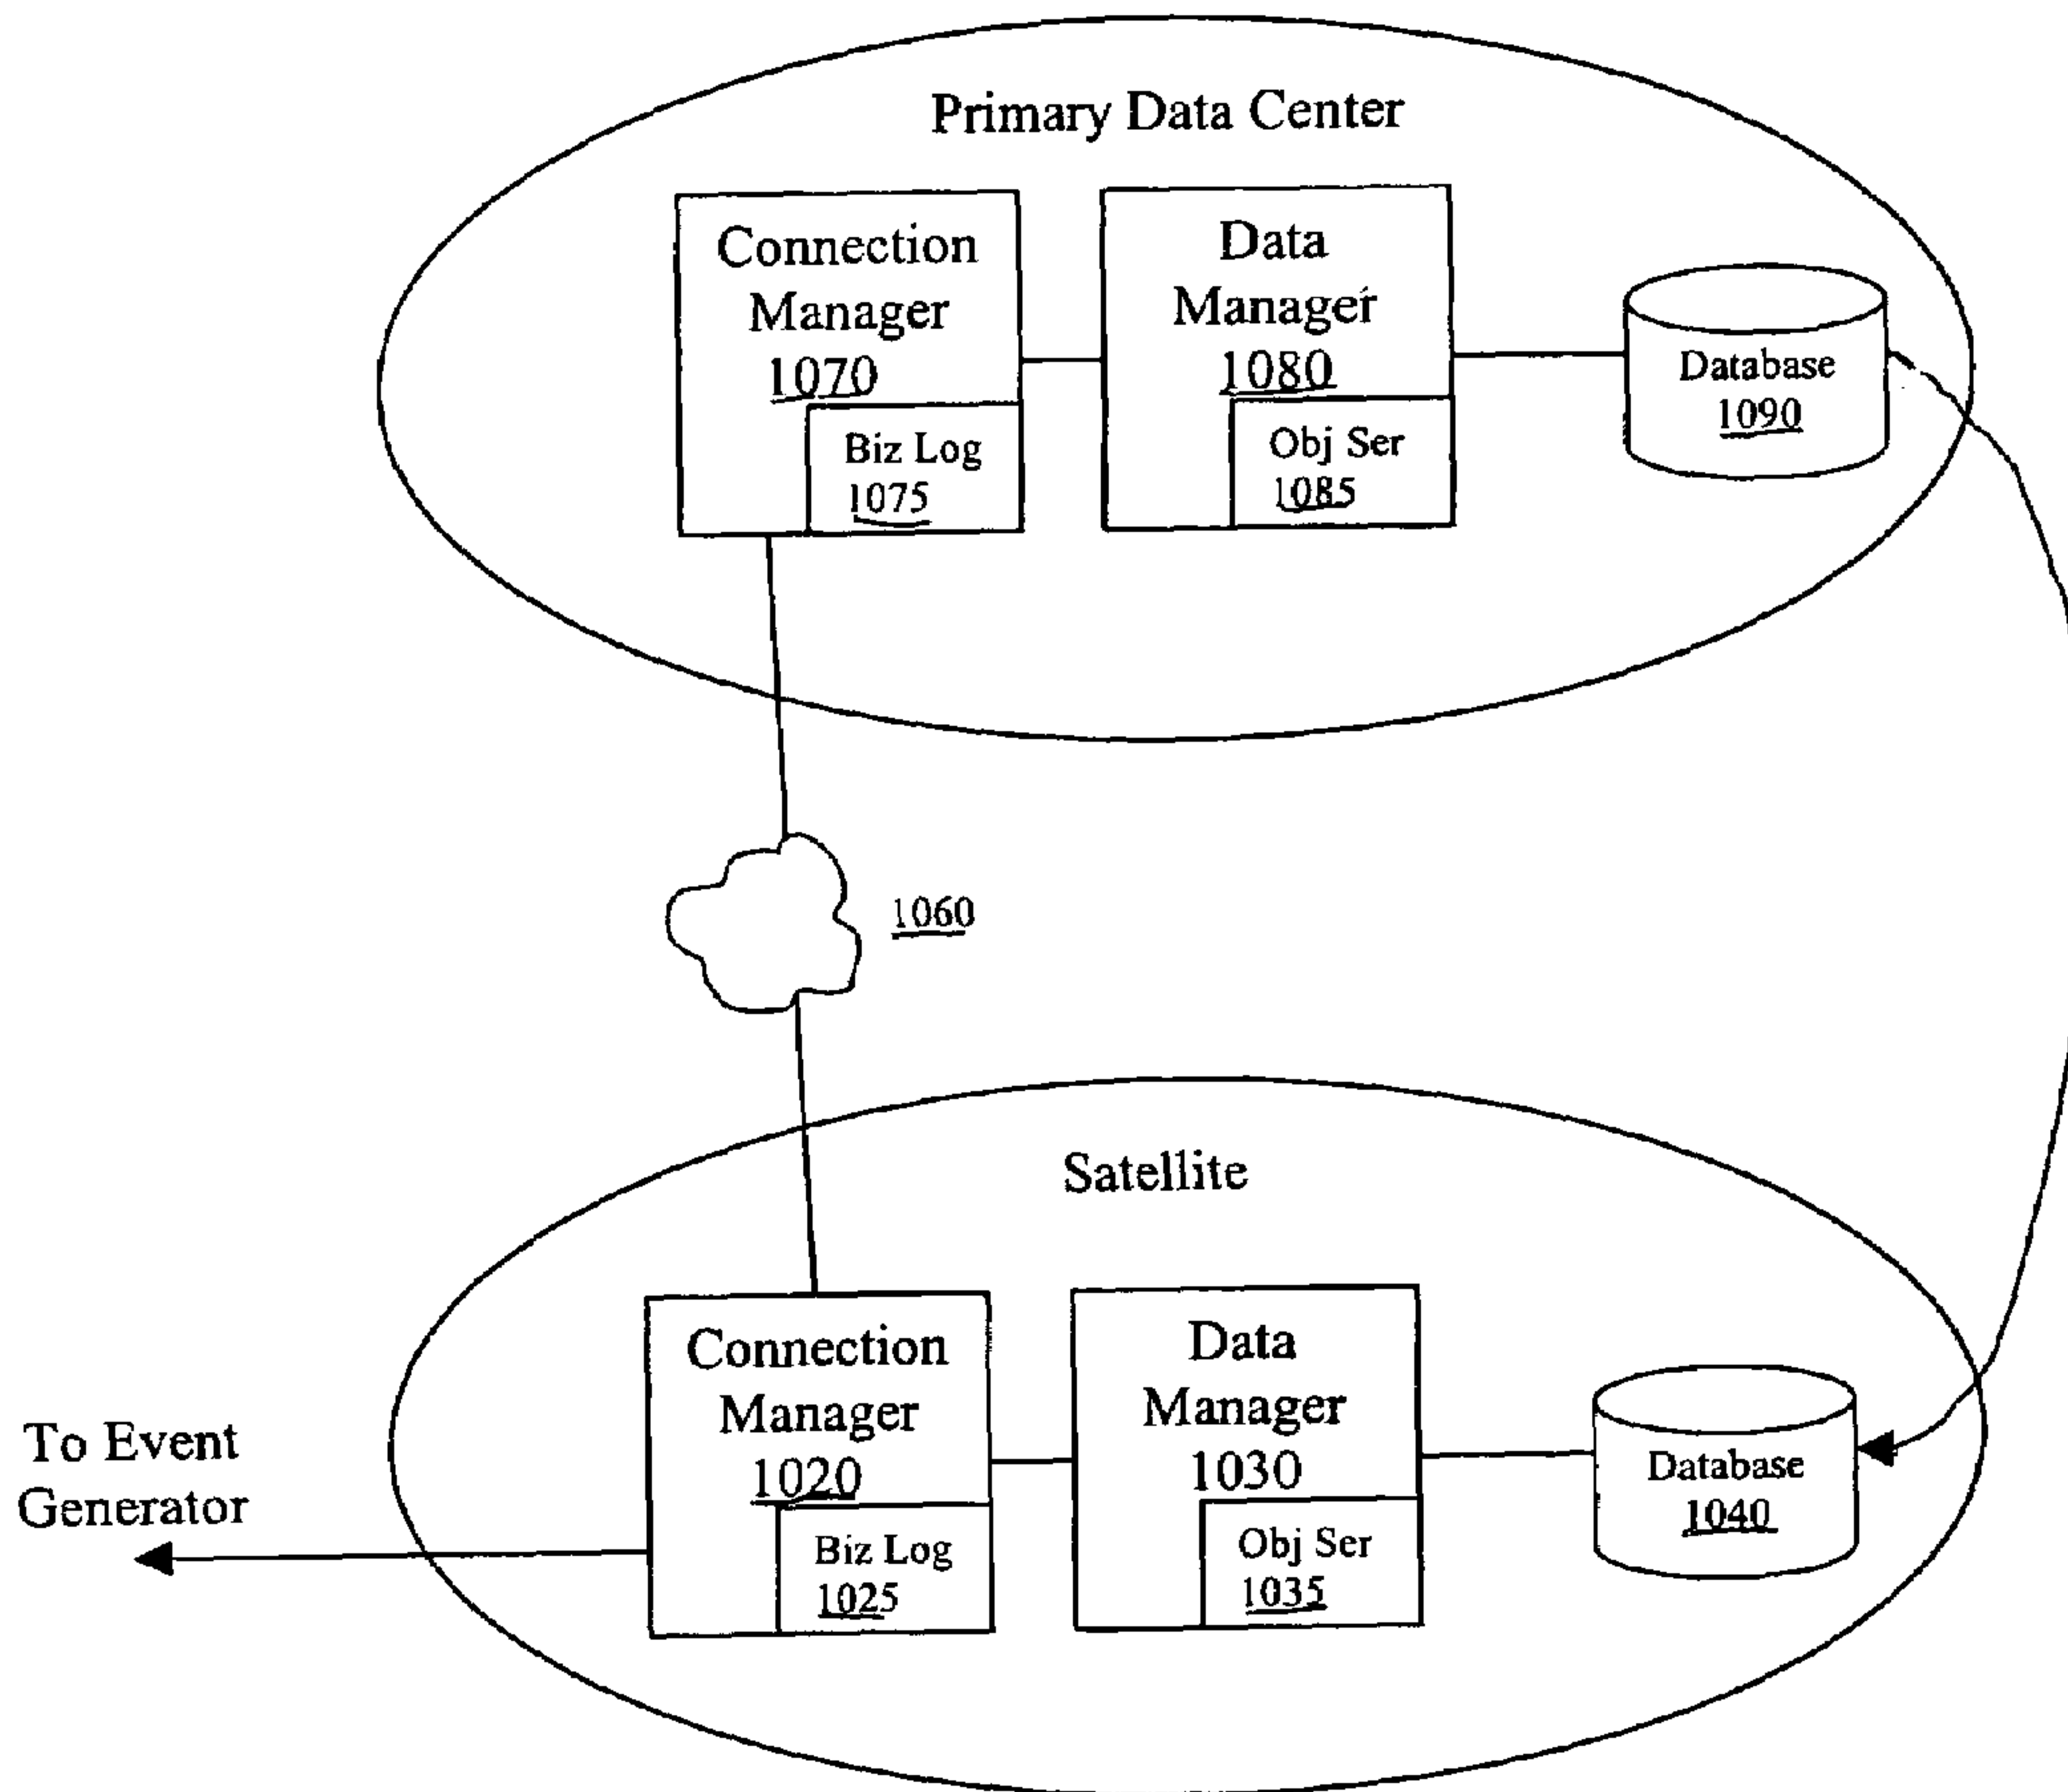 Primary Data Center
Connection
Manager
1070
Biz Log
1075
Data
Manager
1080
Obj Ser
1085
Database
1090
1060
Satellite
Connection
Manager
1020
Biz Log
1025
Data
Manager
1030
Obj Ser
1035
Database
1040
To Event
Generator